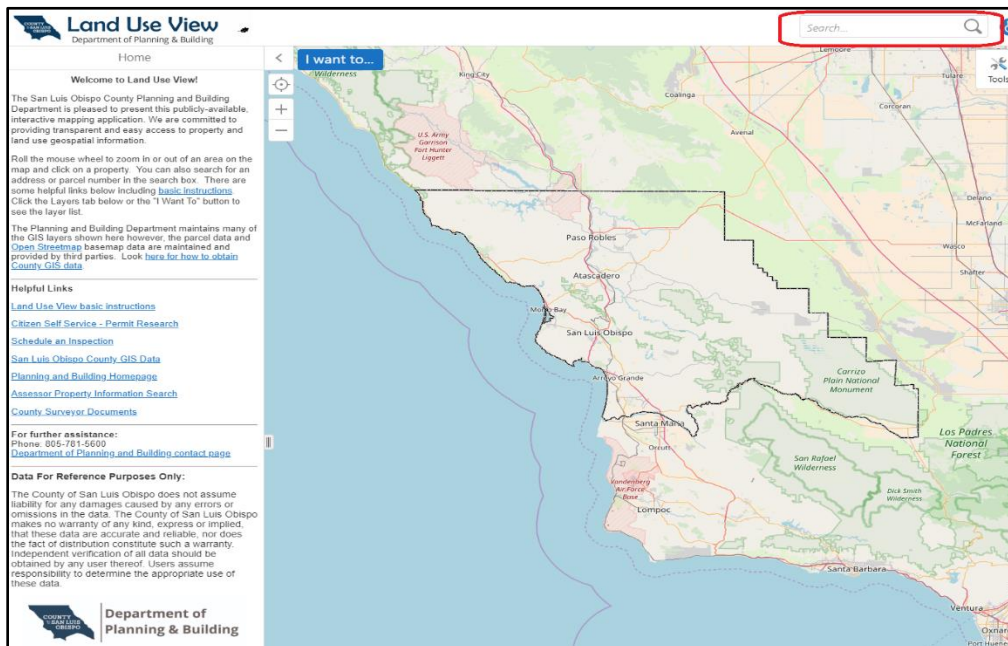 COUNTY OF SAN LUIS OBISPO
Land Use View
Department of Planning & Building
Search...
Home
I want to...
Tools
Welcome to Land Use View!
The San Luis Obispo County Planning and Building
Department is pleased to present this publicly-available,
interactive mapping application. We are committed to
providing transparent and easy access to property and
land use geospatial information.
Roll the mouse wheel to zoom in or out of an area on the
map and click on a property. You can also search for an
address or parcel number in the search box. There are
some helpful links below including basic instructions.
Click the Layers tab below or the "I Want To" button to
see the layer list.
The Planning and Building Department maintains many of
the GIS layers shown here however, the parcel data and
Open Streetmap basemap data are maintained and
provided by third parties. Look here for how to obtain
County GIS data.
Helpful Links
Land Use View basic instructions
Citizen Self Service - Permit Research
Schedule an Inspection
San Luis Obispo County GIS Data
Planning and Building Homepage
Assessor Property Information Search
County Surveyor Documents
For further assistance:
Phone: 805-781-5600
Department of Planning and Building contact page
Data For Reference Purposes Only:
The County of San Luis Obispo does not assume
liability for any damages caused by any errors or
omissions in the data. The County of San Luis Obispo
makes no warranty of any kind, express or implied,
that these data are accurate and reliable, nor does
the fact of distribution constitute such a warranty.
Independent verification of all data should be
obtained by any user thereof. Users assume
responsibility to determine the appropriate use of
these data.
COUNTY OF SAN LUIS OBISPO
Department of
Planning & Building
Wilderness
King City
Coalinga
Lemoore
Tulare
Corcoran
U.S. Army
Garrison
Fort Hunter
Liggett
Avenal
Delano
McFarland
Wasco
Shafter
Paso Robles
Atascadero
Morro Bay
San Luis Obispo
Arroyo Grande
Carrizo
Plain National
Monument
Santa Maria
Orcutt
Los Padres
National
Forest
San Rafael
Wilderness
Dick Smith
Wilderness
Vandenberg
Air Force
Base
Lompoc
Santa Barbara
Ventura
Oxnard
Port Huene